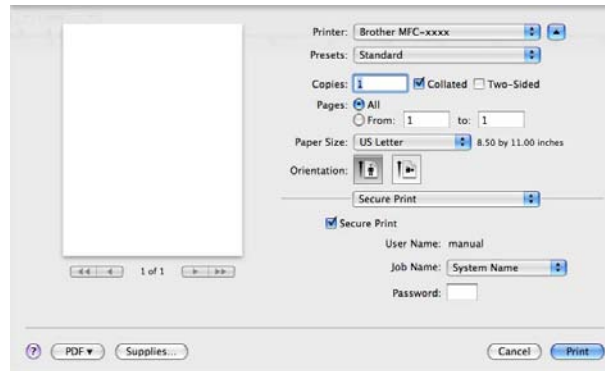 Printer: Brother MFC-xxxx
Presets: Standard
Copies: 1 Collated Two-Sided
Pages: All
From: 1 to: 1
Paper Size: US Letter 8.50 by 11.00 inches
Orientation:
Secure Print
Secure Print
User Name: manual
Job Name: System Name
Password:
1 of 1
? PDF Supplies... Cancel Print